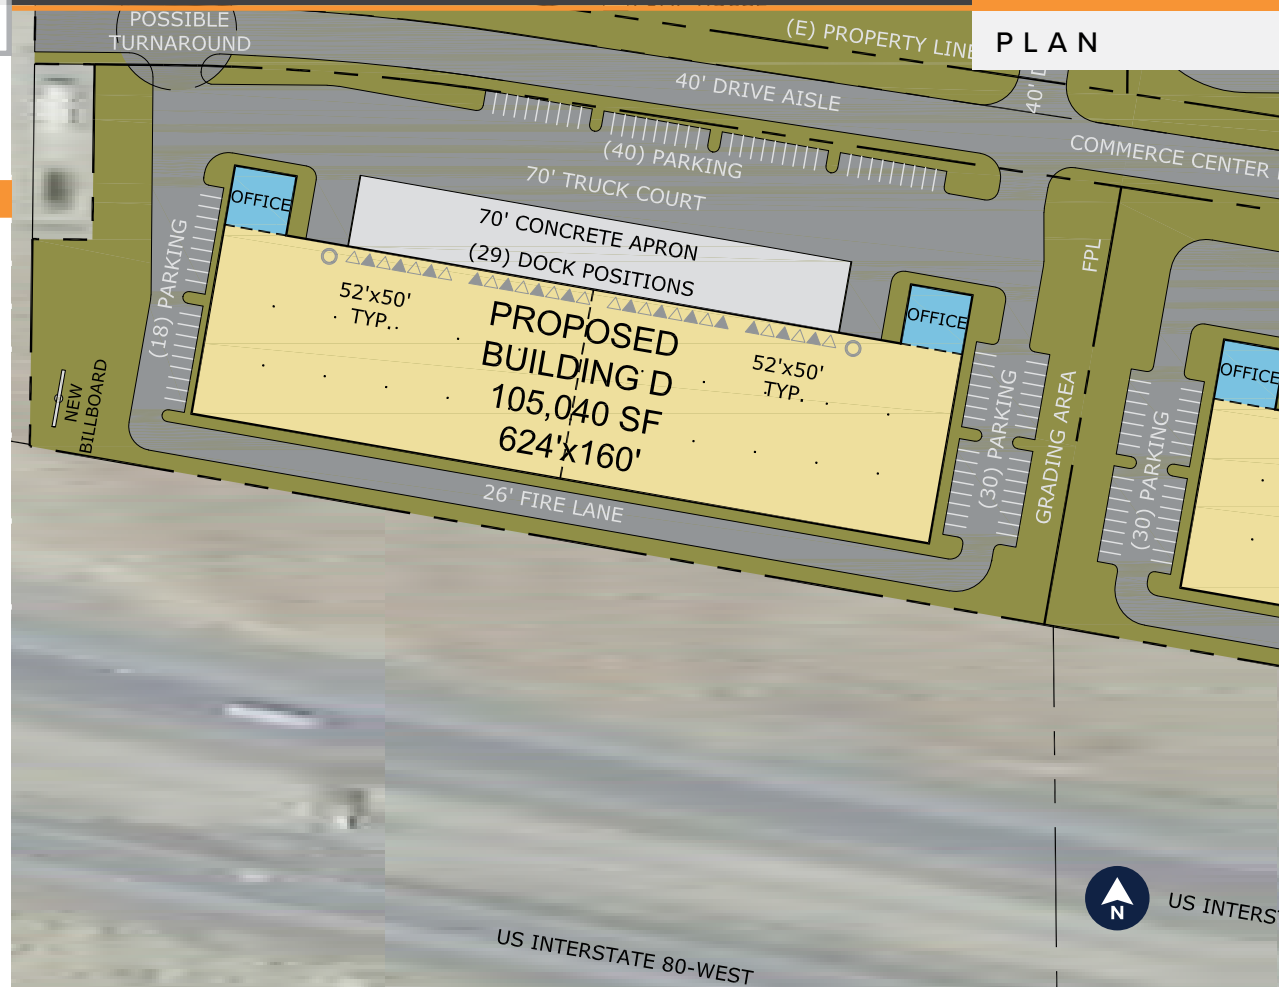 POSSIBLE
TURNAROUND
(E) PROPERTY LINE
PLAN
40' DRIVE AISLE
40' D
COMMERCE CENTER
(40) PARKING
70' TRUCK COURT
OFFICE
70' CONCRETE APRON
(29) DOCK POSITIONS
FPL
(18) PARKING
52'x50'
TYP.
PROPOSED
BUILDING D
105,040 SF
624'x160'
52'x50'
TYP.
OFFICE
OFFICE
NEW
BILLBOARD
(30) PARKING
GRADING AREA
(30) PARKING
26' FIRE LANE
N
US INTERST
US INTERSTATE 80-WEST